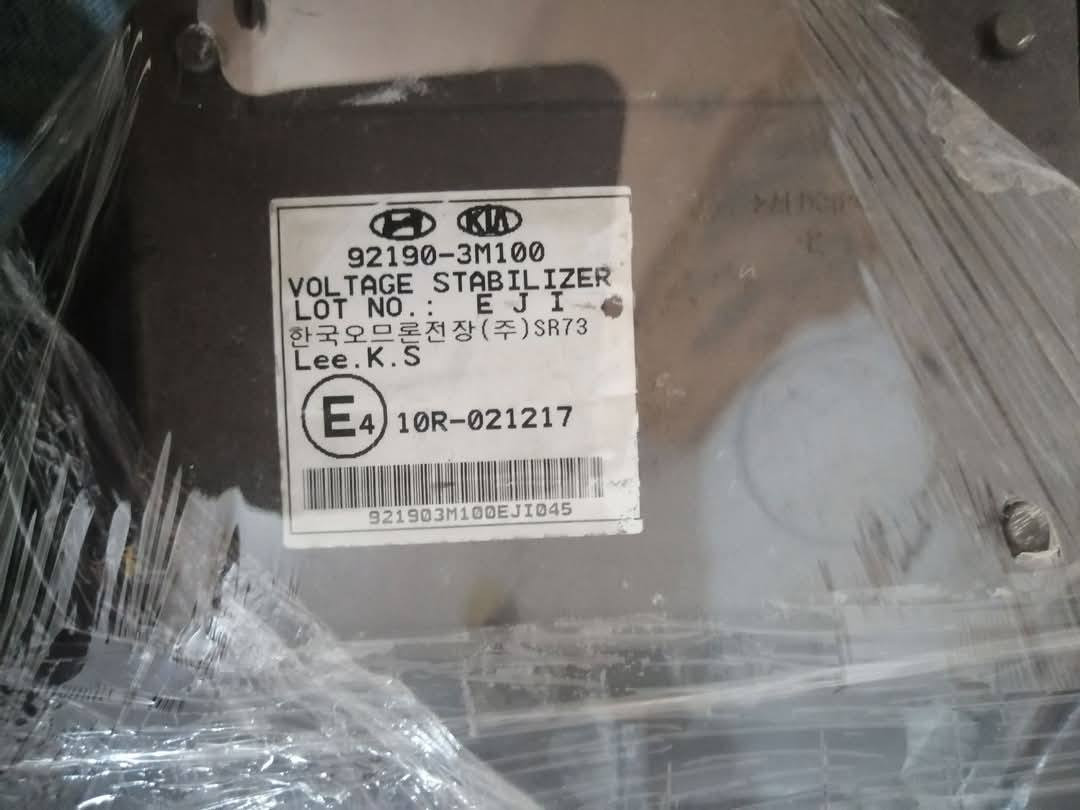 KIA
92190-3M100
VOLTAGE STABILIZER
LOT NO.: E J I
한국오므론전장(주)SR73
Lee.K.S
E4 10R-021217
921903M100EJI045